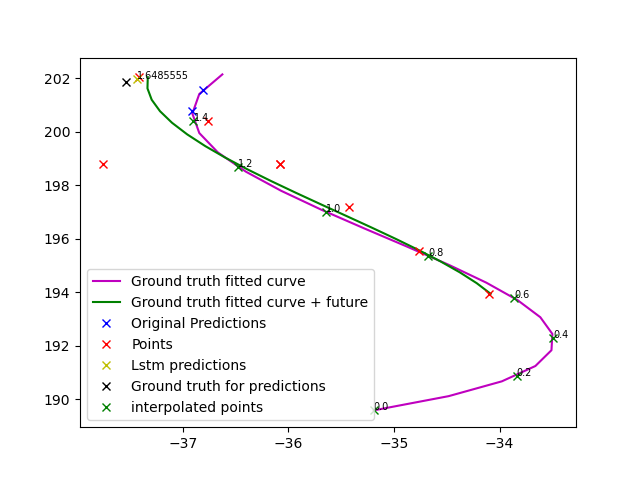 202
200
198
196
194
192
190
1.6485555
1.4
1.2
1.0
0.8
0.6
0.4
0.2
0.0
Ground truth fitted curve
Ground truth fitted curve + future
Original Predictions
Points
Lstm predictions
Ground truth for predictions
interpolated points
−37
−36
−35
−34